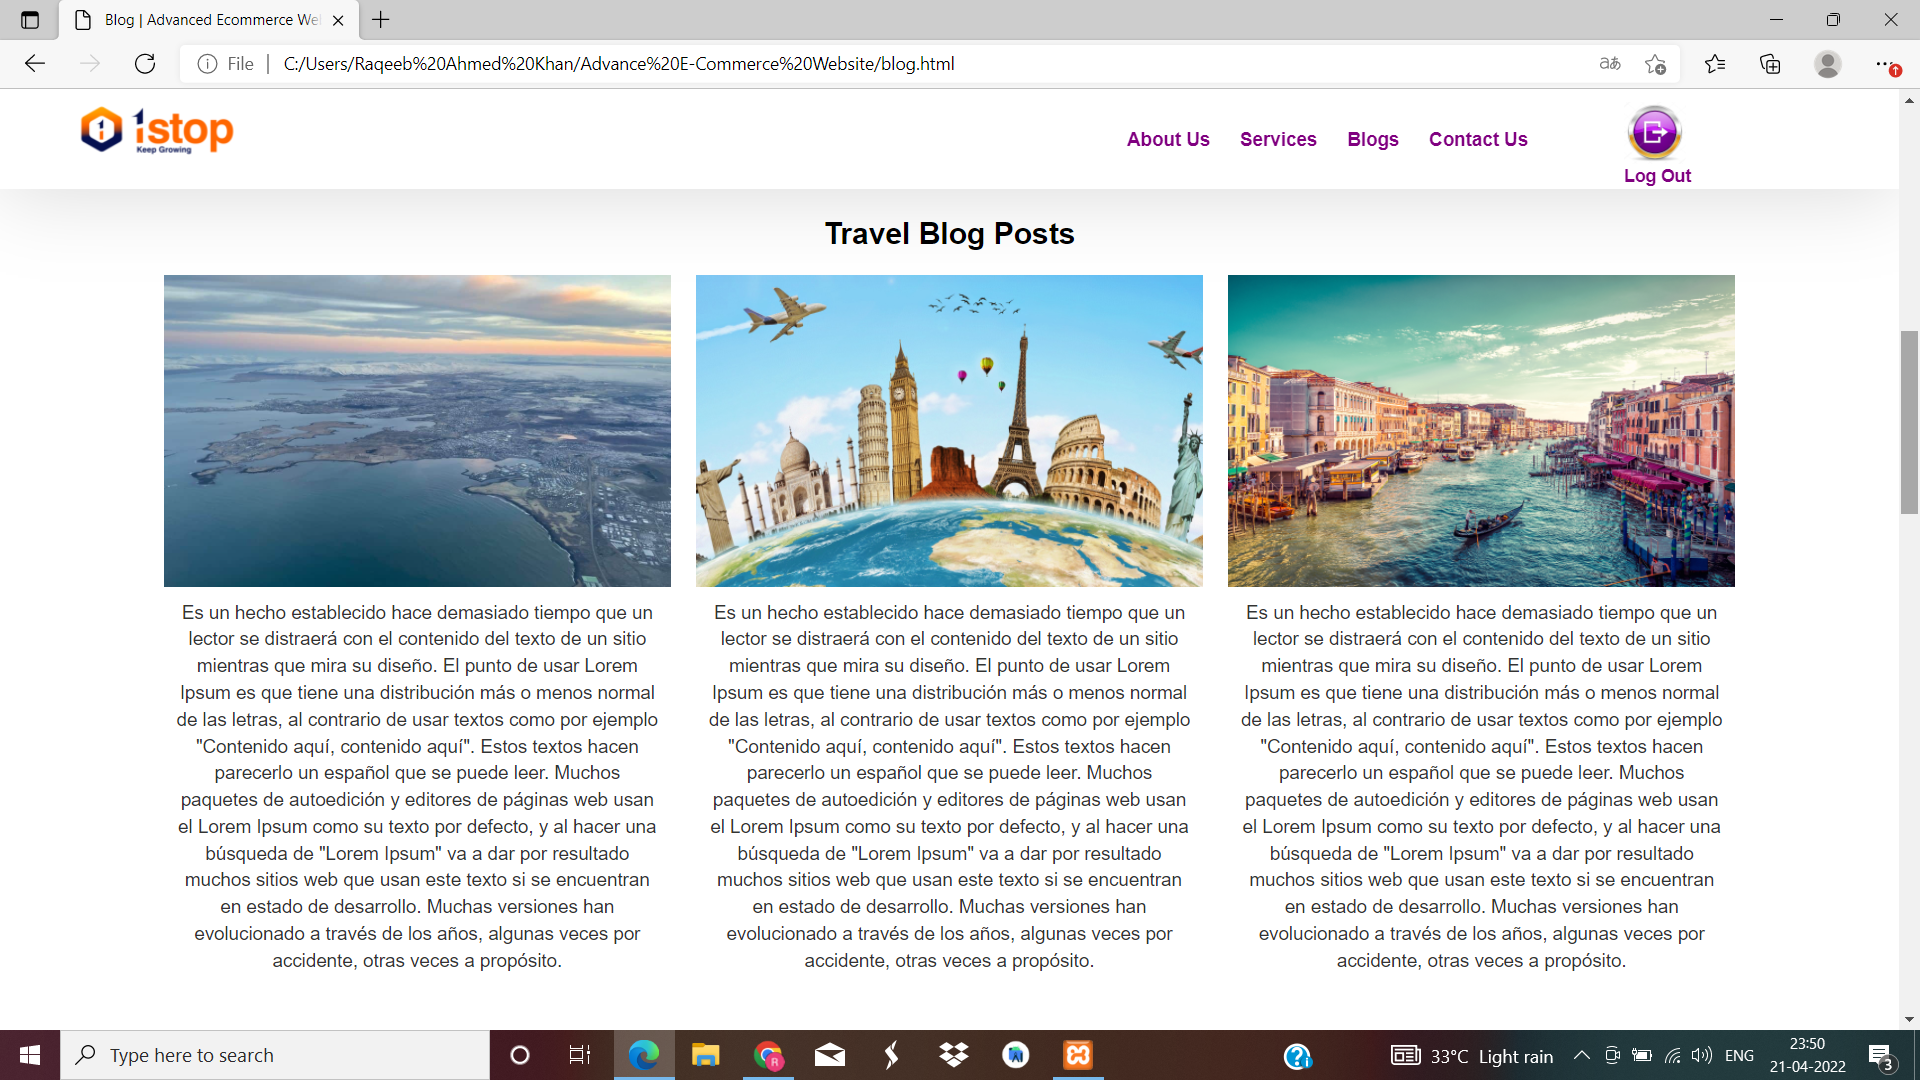 Blog | Advanced Ecommerce We
File
C:/Users/Raqeeb%20Ahmed%20Khan/Advance%20E-Commerce%20Website/blog.html
1stop
Keep Growing
About Us
Services
Blogs
Contact Us
Log Out
Travel Blog Posts
Es un hecho establecido hace demasiado tiempo que un
lector se distraerá con el contenido del texto de un sitio
mientras que mira su diseño. El punto de usar Lorem
Ipsum es que tiene una distribución más o menos normal
de las letras, al contrario de usar textos como por ejemplo
"Contenido aquí, contenido aquí". Estos textos hacen
parecerlo un español que se puede leer. Muchos
paquetes de autoedición y editores de páginas web usan
el Lorem Ipsum como su texto por defecto, y al hacer una
búsqueda de "Lorem Ipsum" va a dar por resultado
muchos sitios web que usan este texto si se encuentran
en estado de desarrollo. Muchas versiones han
evolucionado a través de los años, algunas veces por
accidente, otras veces a propósito.
Es un hecho establecido hace demasiado tiempo que un
lector se distraerá con el contenido del texto de un sitio
mientras que mira su diseño. El punto de usar Lorem
Ipsum es que tiene una distribución más o menos normal
de las letras, al contrario de usar textos como por ejemplo
"Contenido aquí, contenido aquí". Estos textos hacen
parecerlo un español que se puede leer. Muchos
paquetes de autoedición y editores de páginas web usan
el Lorem Ipsum como su texto por defecto, y al hacer una
búsqueda de "Lorem Ipsum" va a dar por resultado
muchos sitios web que usan este texto si se encuentran
en estado de desarrollo. Muchas versiones han
evolucionado a través de los años, algunas veces por
accidente, otras veces a propósito.
Es un hecho establecido hace demasiado tiempo que un
lector se distraerá con el contenido del texto de un sitio
mientras que mira su diseño. El punto de usar Lorem
Ipsum es que tiene una distribución más o menos normal
de las letras, al contrario de usar textos como por ejemplo
"Contenido aquí, contenido aquí". Estos textos hacen
parecerlo un español que se puede leer. Muchos
paquetes de autoedición y editores de páginas web usan
el Lorem Ipsum como su texto por defecto, y al hacer una
búsqueda de "Lorem Ipsum" va a dar por resultado
muchos sitios web que usan este texto si se encuentran
en estado de desarrollo. Muchas versiones han
evolucionado a través de los años, algunas veces por
accidente, otras veces a propósito.
Type here to search
R
33°C Light rain
ENG
23:50
21-04-2022
3